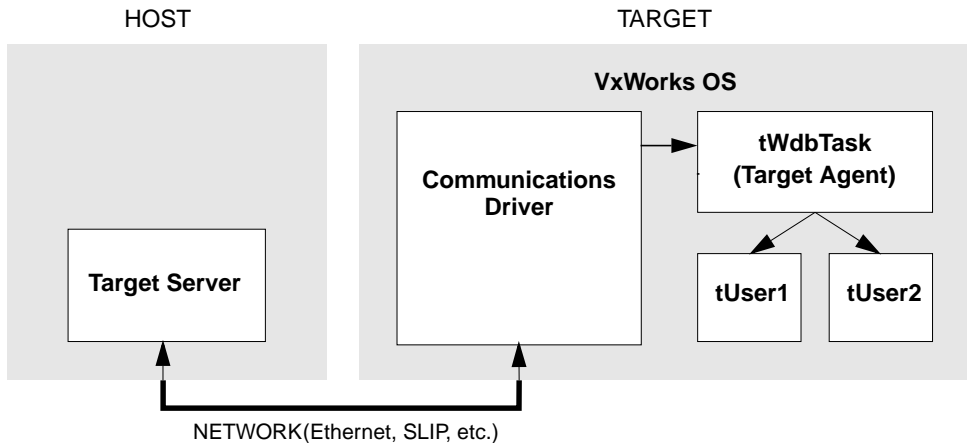 HOST
TARGET
VxWorks OS
Communications
Driver
tWdbTask
(Target Agent)
Target Server
tUser1
tUser2
NETWORK(Ethernet, SLIP, etc.)